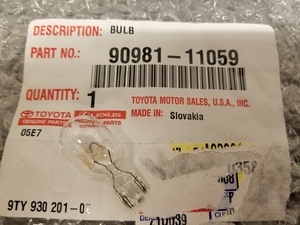 DESCRIPTION: BULB
PART NO.: 90981-11059
QUANTITY: 1
TOYOTA MOTOR SALES, U.S.A., INC.
TOYOTA LEXUS
GENUINE PARTS PARTS
MADE IN: Slovakia
05E7
9TY 930 201-0